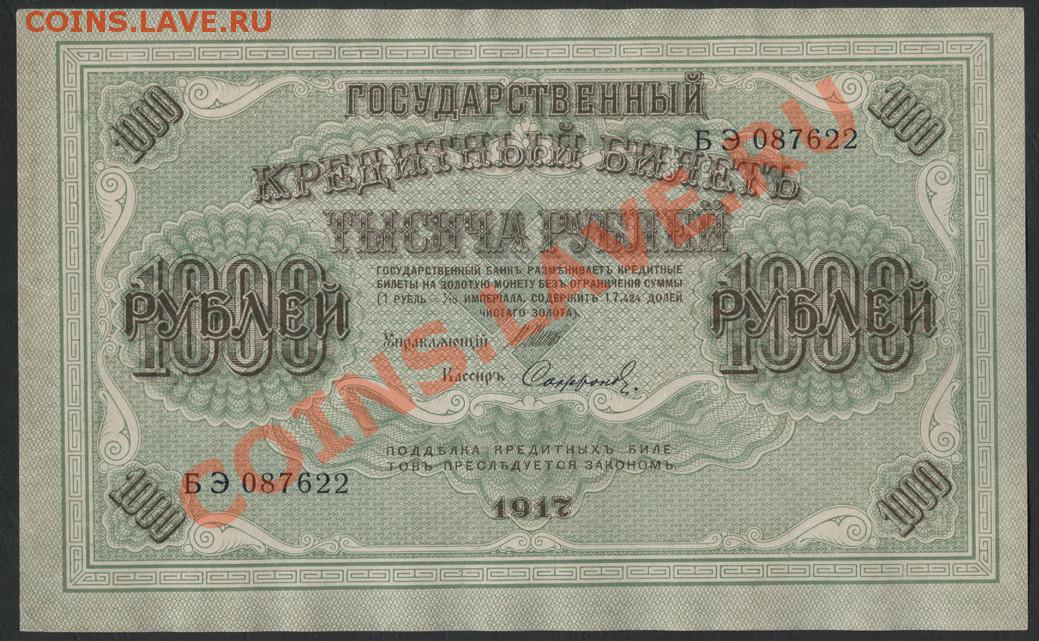 COINS.LAVE.RU
ГОСУДАРСТВЕННЫЙ
1000
1000
БЭ 087622
КРЕДИТНЫЙ БИЛЕТЪ
ТЫСЯЧА РУБЛЕЙ
ГОСУДАРСТВЕННЫЙ БАНКЪ РАЗМѢНИВАЕТЪ КРЕДИТНЫЕ
БИЛЕТЫ НА ЗОЛОТУЮ МОНЕТУ БЕЗЪ ОГРАНИЧЕНІЯ СУММЫ
(1 РУБЛЬ = 1/15 ИМПЕРІАЛА, СОДЕРЖИТЪ 17,424 ДОЛЕЙ
ЧИСТАГО ЗОЛОТА).
1000
РУБЛЕЙ
1000
РУБЛЕЙ
Управляющій
Кассиръ
Сафронов
ПОДДѢЛКА КРЕДИТНЫХЪ БИЛЕ-
ТОВЪ ПРЕСЛѢДУЕТСЯ ЗАКОНОМЪ.
БЭ 087622
1917
1000
1000
COINS.LAVE.RU